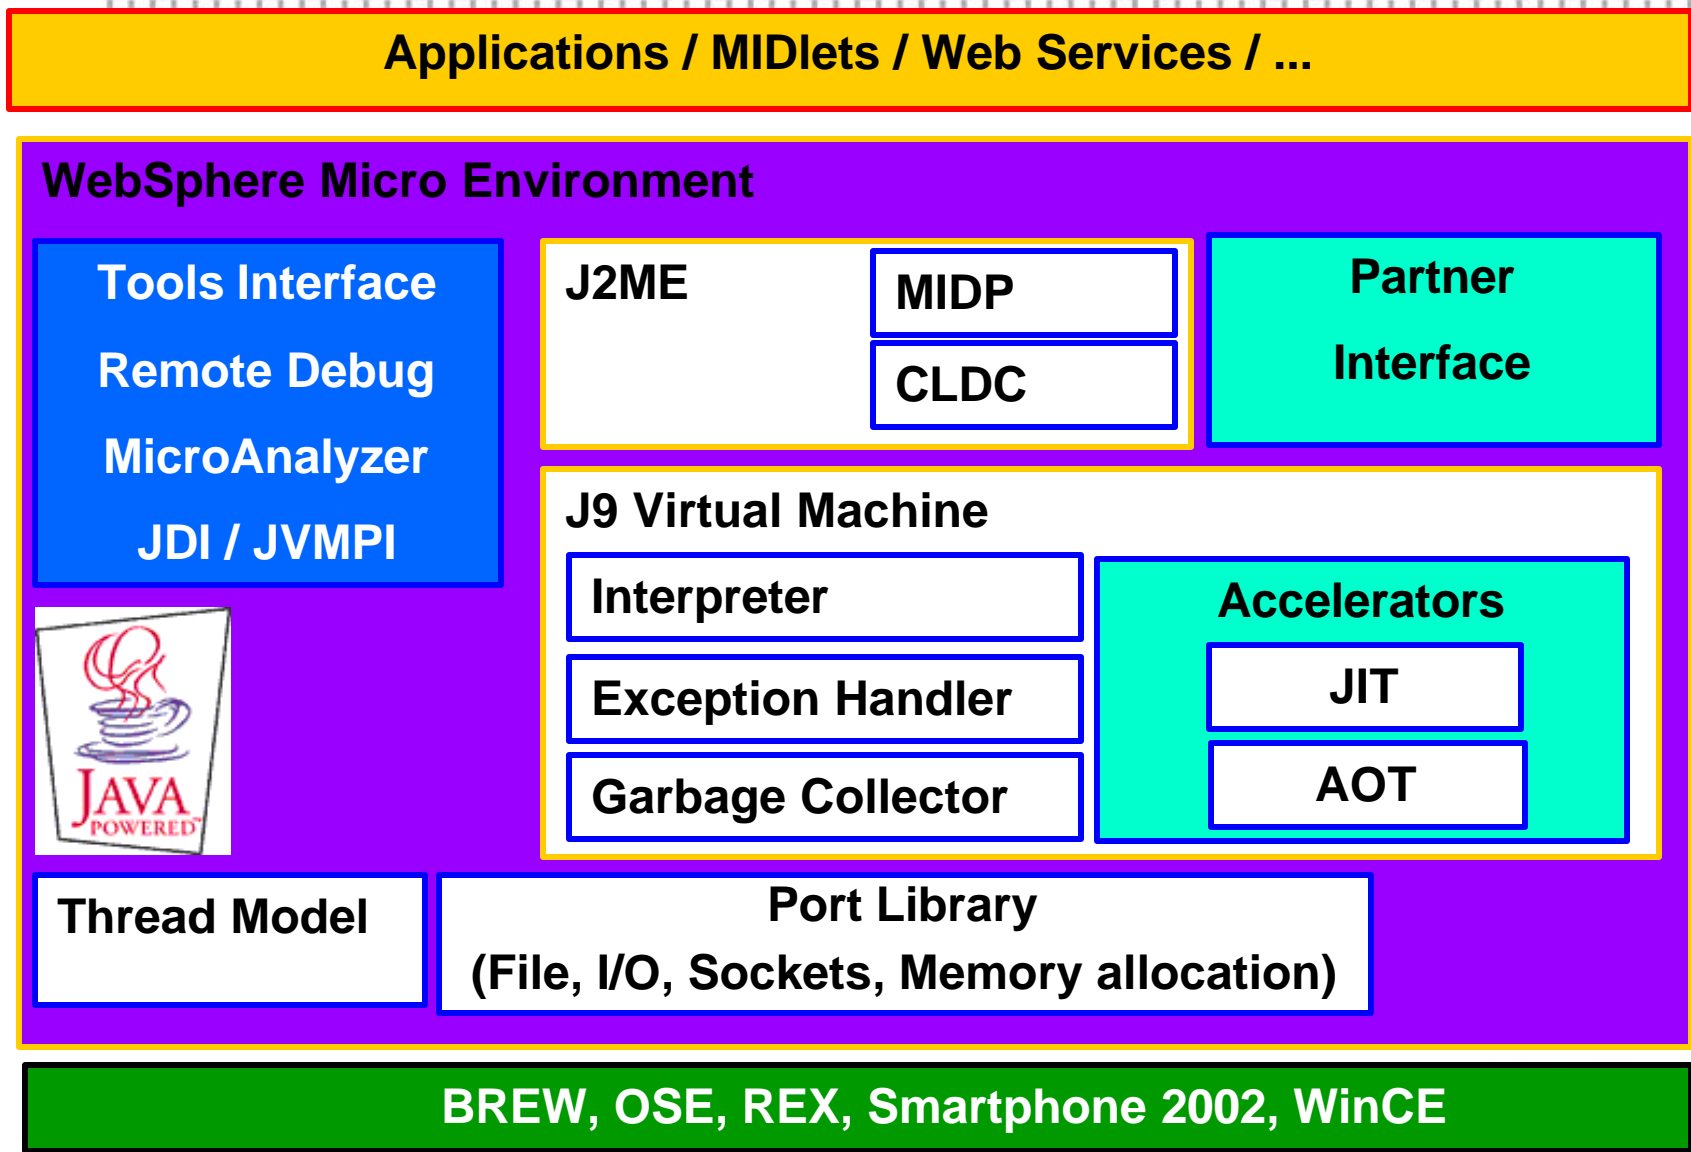 Applications / MIDlets / Web Services / ...
WebSphere Micro Environment
Tools Interface
Remote Debug
MicroAnalyzer
JDI / JVMPI
J2ME
MIDP
CLDC
Partner
Interface
J9 Virtual Machine
Interpreter
Exception Handler
Garbage Collector
Accelerators
JIT
AOT
JAVA
POWERED™
Thread Model
Port Library
(File, I/O, Sockets, Memory allocation)
BREW, OSE, REX, Smartphone 2002, WinCE